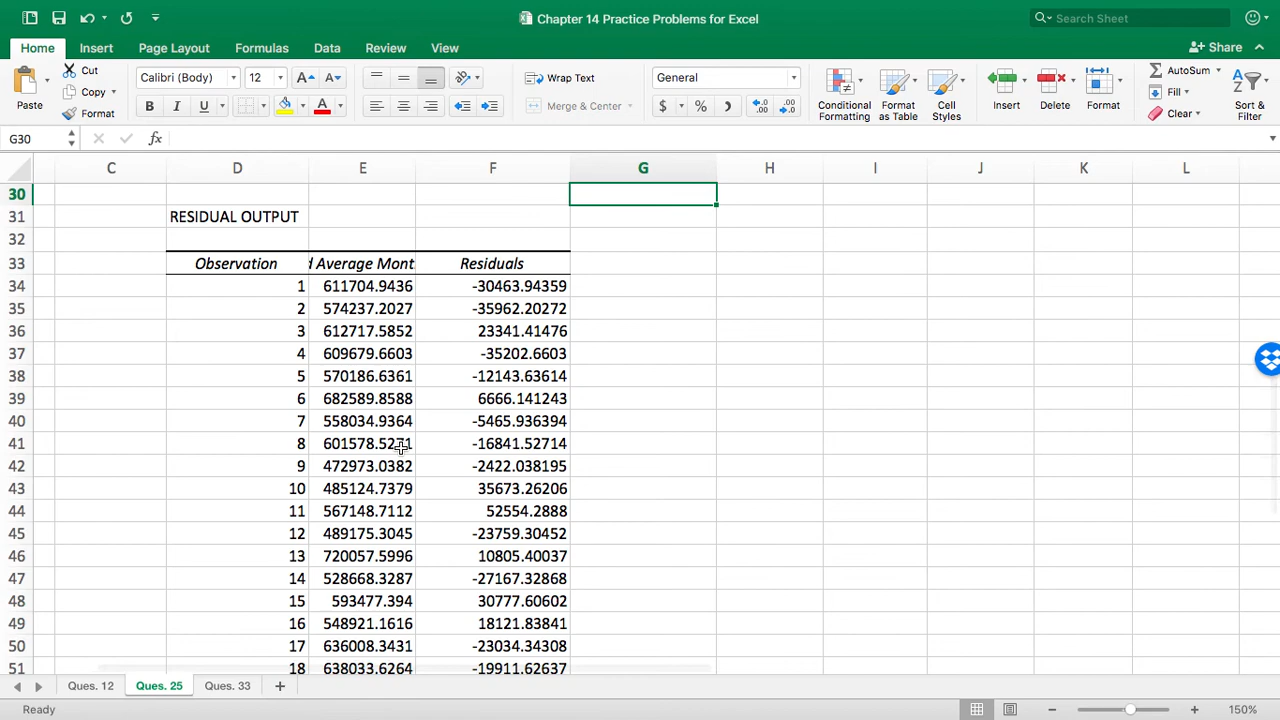 Chapter 14 Practice Problems for Excel
Search Sheet
Home Insert Page Layout Formulas Data Review View
Share
Paste
Cut
Copy
Format
Calibri (Body) 12
B I U
Wrap Text
Merge & Center
General
$ % )
Conditional Formatting
Format as Table
Cell Styles
Insert
Delete
Format
AutoSum
Fill
Clear
Sort & Filter
G30 fx
C D E F G H I J K L
30
31 RESIDUAL OUTPUT
32
33 Observation d Average Mont Residuals
34 1 611704.9436 -30463.94359
35 2 574237.2027 -35962.20272
36 3 612717.5852 23341.41476
37 4 609679.6603 -35202.6603
38 5 570186.6361 -12143.63614
39 6 682589.8588 6666.141243
40 7 558034.9364 -5465.936394
41 8 601578.5271 -16841.52714
42 9 472973.0382 -2422.038195
43 10 485124.7379 35673.26206
44 11 567148.7112 52554.2888
45 12 489175.3045 -23759.30452
46 13 720057.5996 10805.40037
47 14 528668.3287 -27167.32868
48 15 593477.394 30777.60602
49 16 548921.1616 18121.83841
50 17 636008.3431 -23034.34308
51 18 638033.6264 -19911.62637
Ques. 12 Ques. 25 Ques. 33 +
Ready
150%